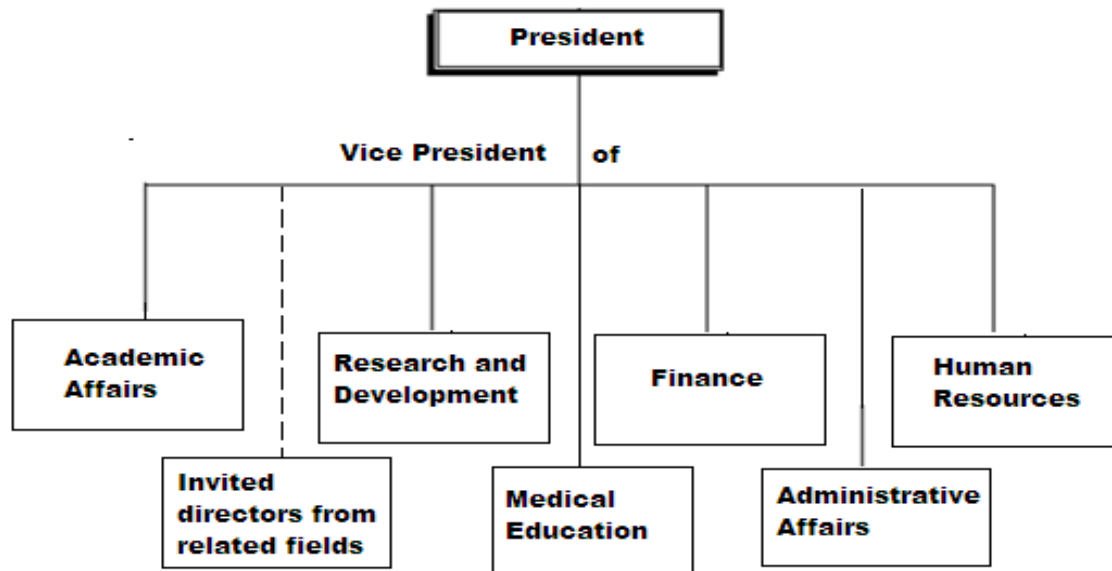 President
Vice President of
Academic
Affairs
Research and
Development
Finance
Human
Resources
Invited
directors from
related fields
Medical
Education
Administrative
Affairs